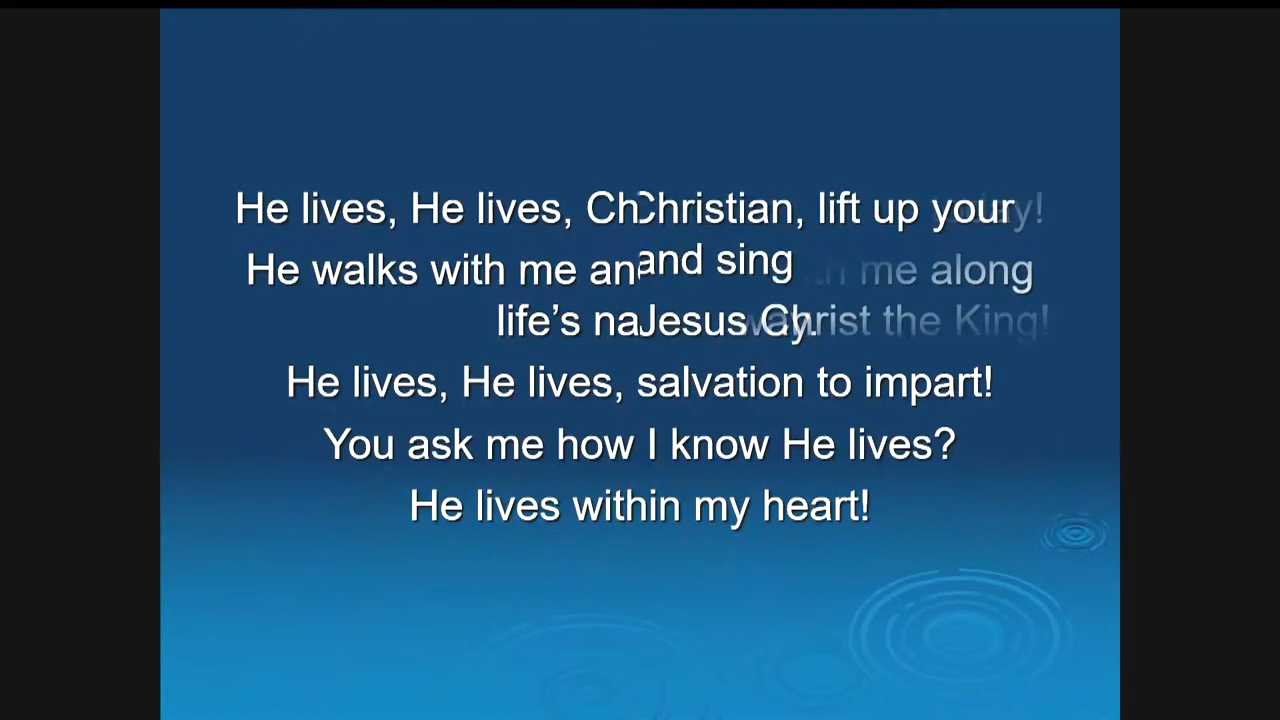 He lives, He lives, Christian, lift up your
He walks with me and sing me along
life's na Jesus Christ the King!
He lives, He lives, salvation to impart!
You ask me how I know He lives?
He lives within my heart!